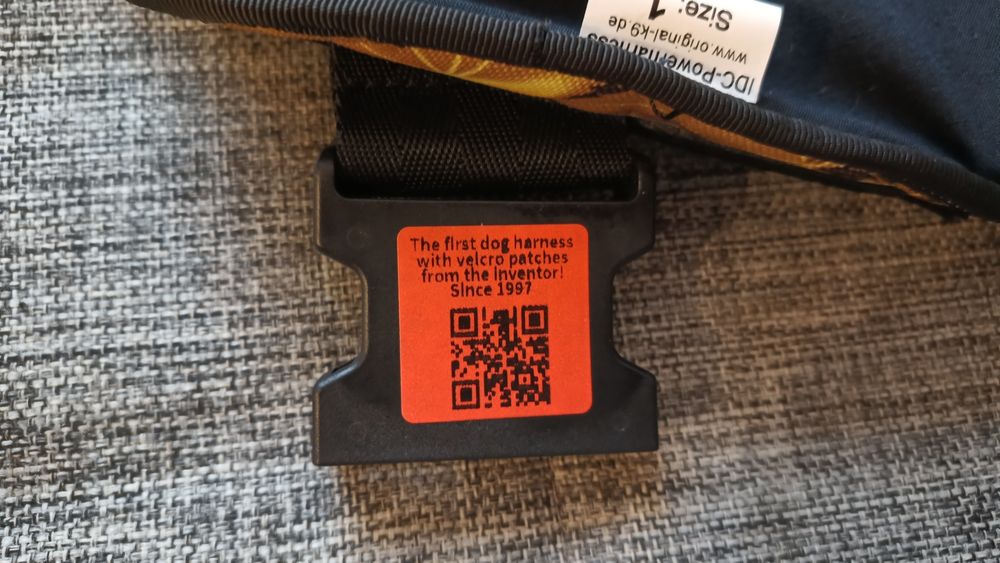 IDC-Powerharness
www.original-k9.de
Size: 1
The first dog harness
with velcro patches
from the inventor!
Since 1997